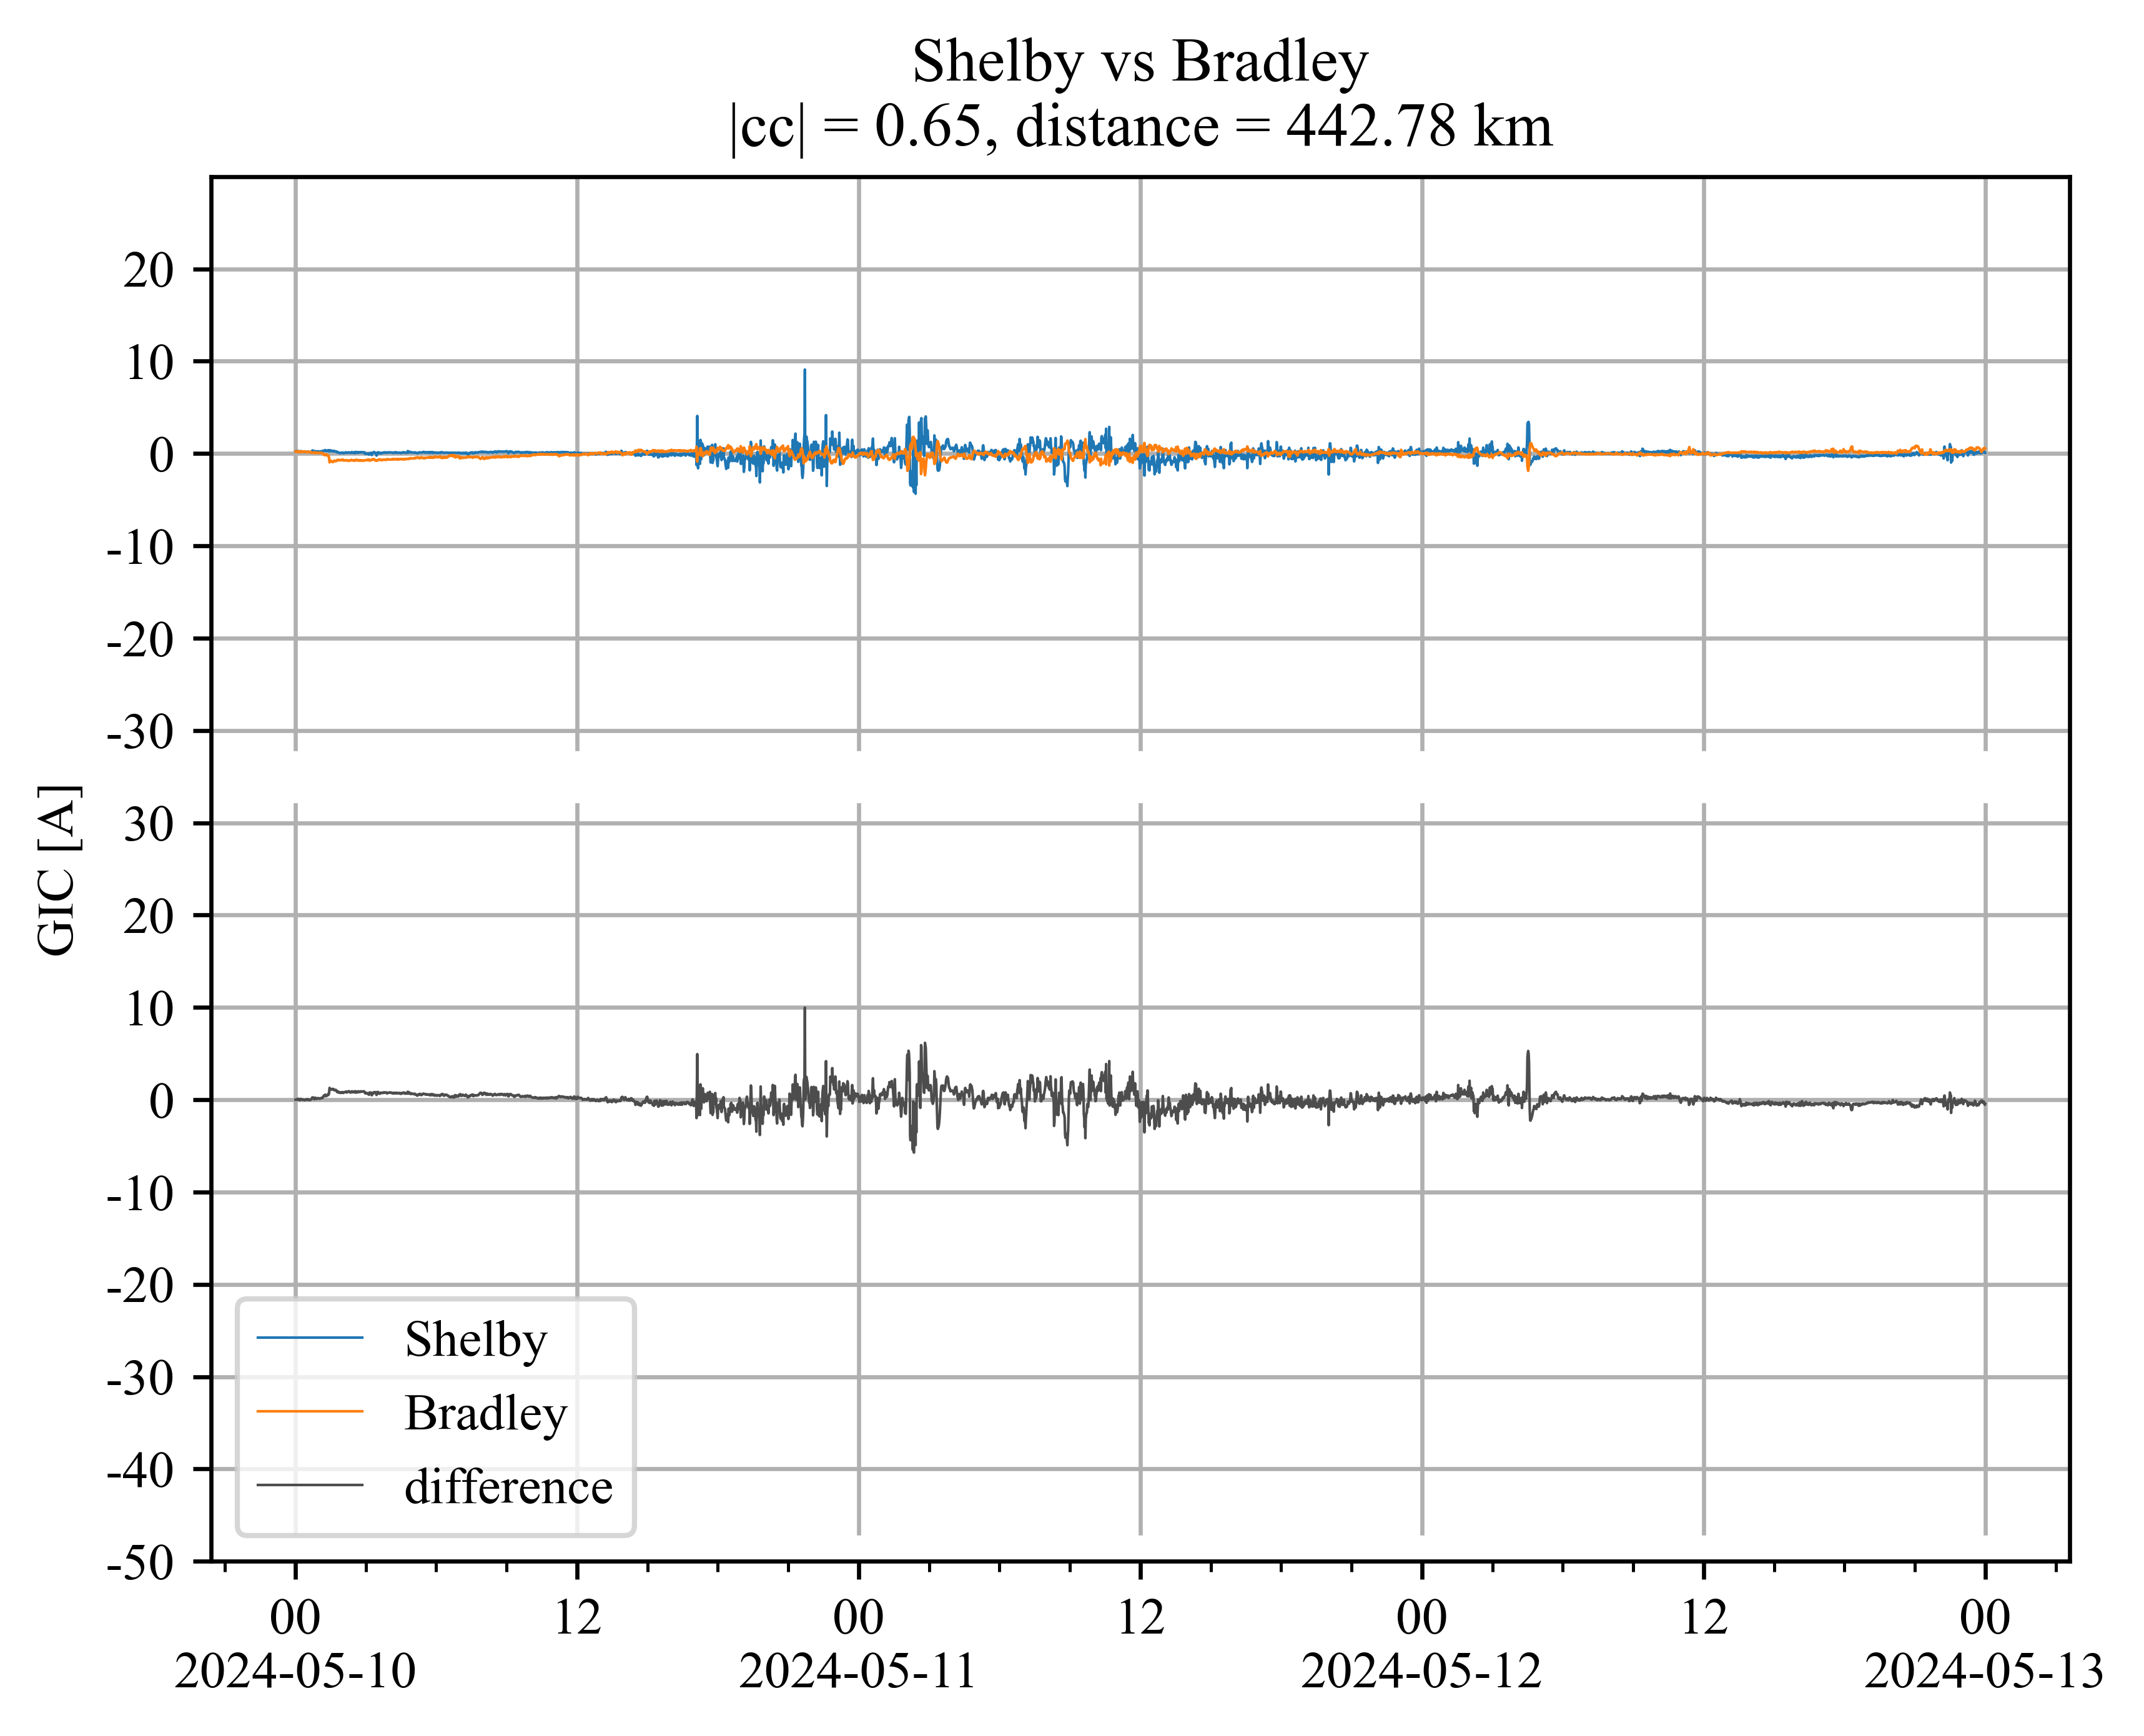 Shelby vs Bradley
|cc| = 0.65, distance = 442.78 km
GIC [A]
20
10
0
-10
-20
-30
30
20
10
0
-10
-20
-30
-40
-50
Shelby
Bradley
difference
00 12 00 12 00 12 00
2024-05-10 2024-05-11 2024-05-12 2024-05-13